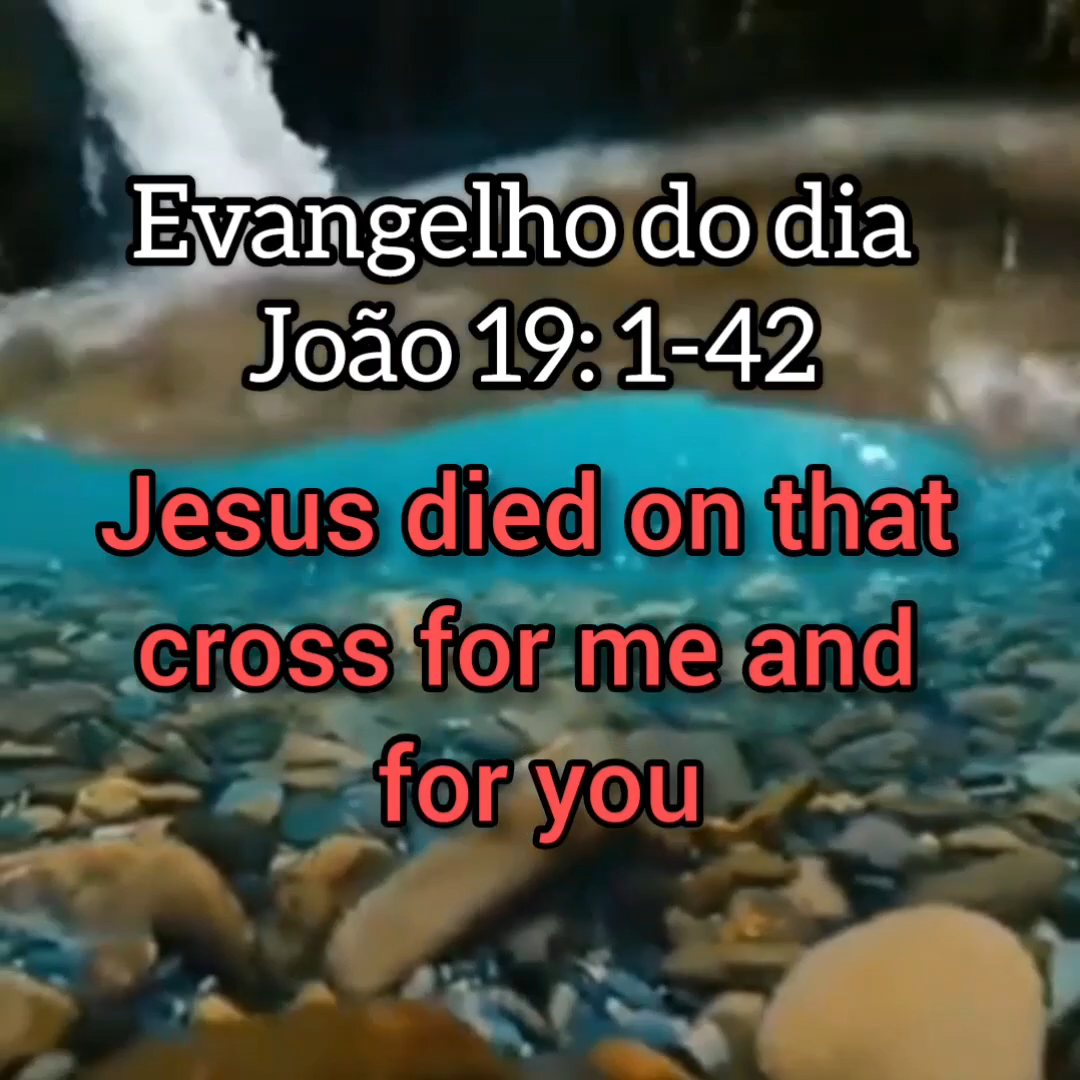 Evangelho do dia
João 19: 1-42
Jesus died on that
cross for me and
for you